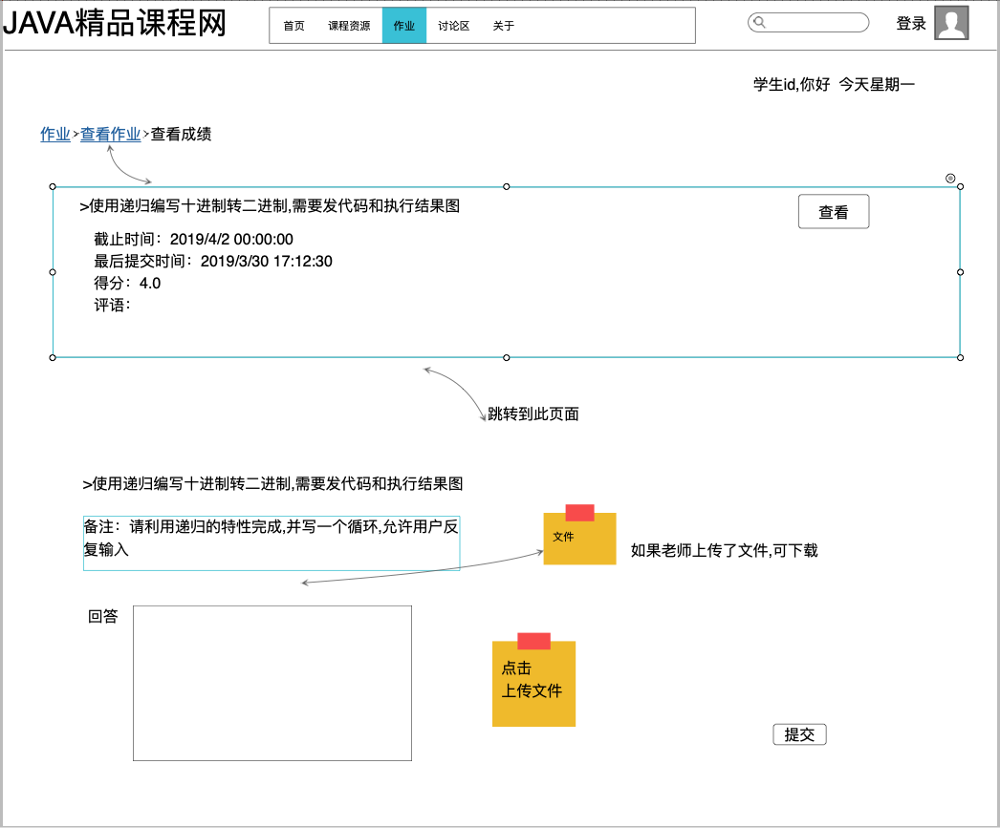 JAVA精品课程网
首页 课程资源 作业 讨论区 关于
登录
学生id,你好 今天星期一
作业>查看作业>查看成绩
>使用递归编写十进制转二进制,需要发代码和执行结果图
查看
截止时间：2019/4/2 00:00:00
最后提交时间：2019/3/30 17:12:30
得分：4.0
评语：
跳转到此页面
>使用递归编写十进制转二进制,需要发代码和执行结果图
备注：请利用递归的特性完成,并写一个循环,允许用户反
复输入
文件
如果老师上传了文件,可下载
回答
点击
上传文件
提交